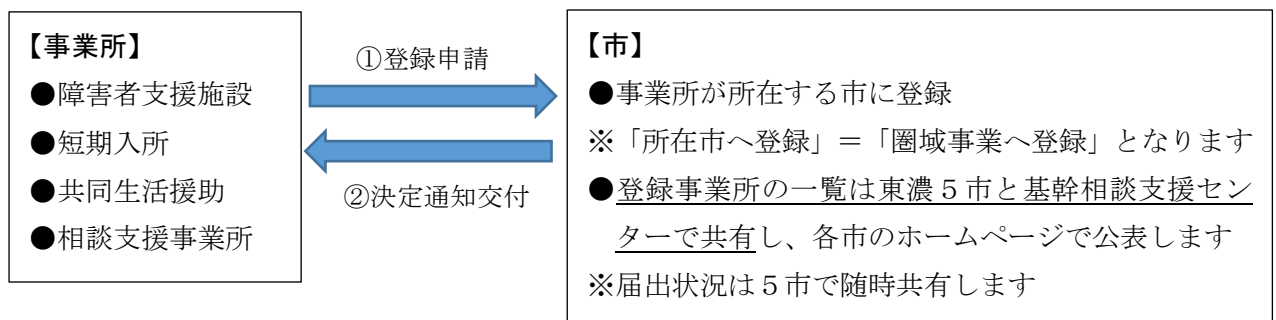 【事業所】
●障害者支援施設
●短期入所
●共同生活援助
●相談支援事業所
①登録申請
②決定通知交付
【市】
●事業所が所在する市に登録
※「所在市へ登録」＝「圏域事業へ登録」となります
●登録事業所の一覧は東濃５市と基幹相談支援セン
ターで共有し、各市のホームページで公表します
※届出状況は５市で随時共有します